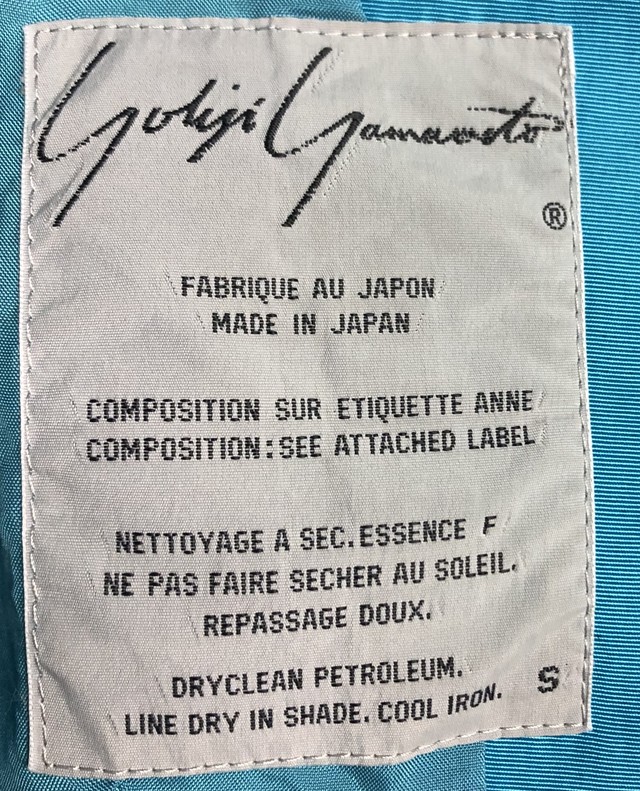 Yohji Yamamoto
®
FABRIQUE AU JAPON
MADE IN JAPAN
COMPOSITION SUR ETIQUETTE ANNE
COMPOSITION:SEE ATTACHED LABEL
NETTOYAGE A SEC.ESSENCE F
NE PAS FAIRE SECHER AU SOLEIL.
REPASSAGE DOUX.
DRYCLEAN PETROLEUM.
LINE DRY IN SHADE. COOL IRON.
S